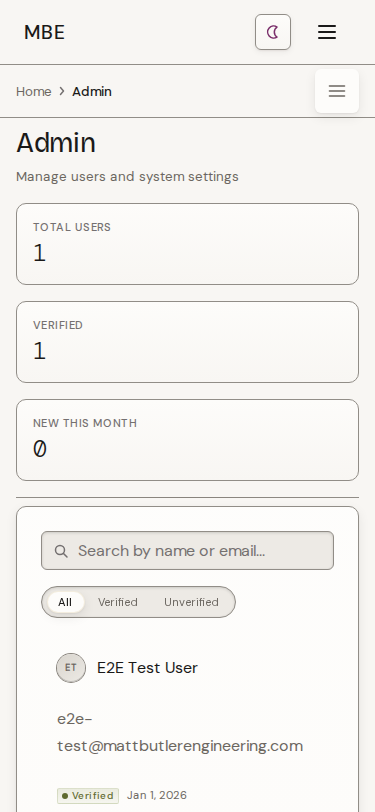 MBE
Home > Admin
Admin
Manage users and system settings
TOTAL USERS
1
VERIFIED
1
NEW THIS MONTH
0
Search by name or email...
All Verified Unverified
ET E2E Test User
e2e-
test@mattbutlerengineering.com
Verified Jan 1, 2026